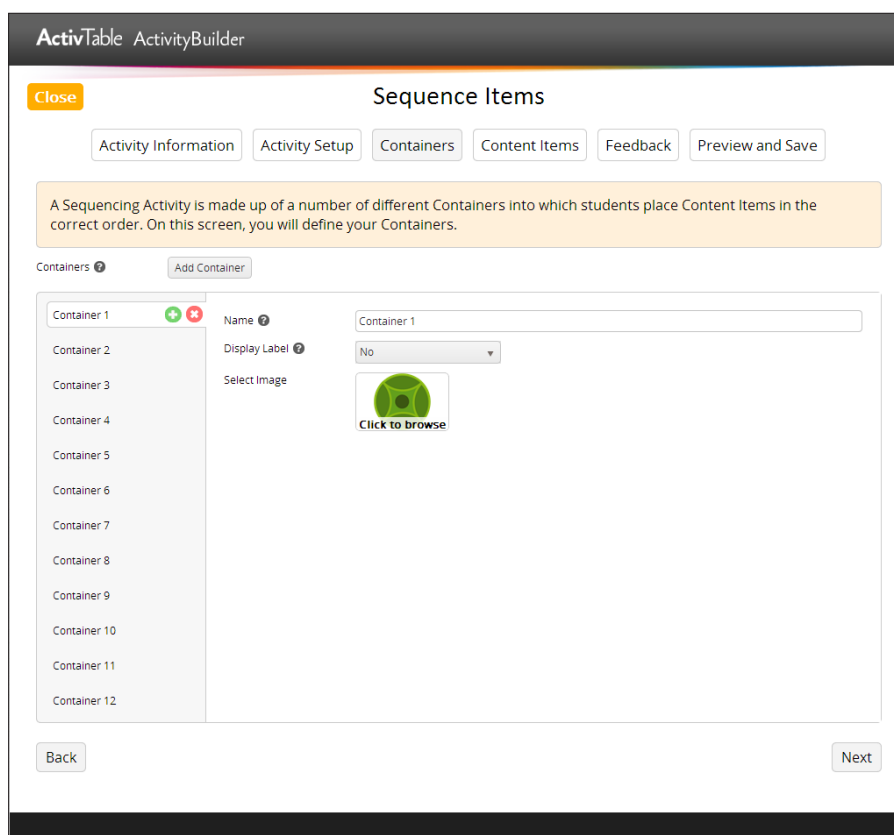 ActivTable ActivityBuilder
Close
Sequence Items
Activity Information
Activity Setup
Containers
Content Items
Feedback
Preview and Save
A Sequencing Activity is made up of a number of different Containers into which students place Content Items in the
correct order. On this screen, you will define your Containers.
Containers ?
Add Container
Container 1
Container 2
Container 3
Container 4
Container 5
Container 6
Container 7
Container 8
Container 9
Container 10
Container 11
Container 12
Name ?
Container 1
Display Label ?
No
Select Image
Click to browse
Back
Next